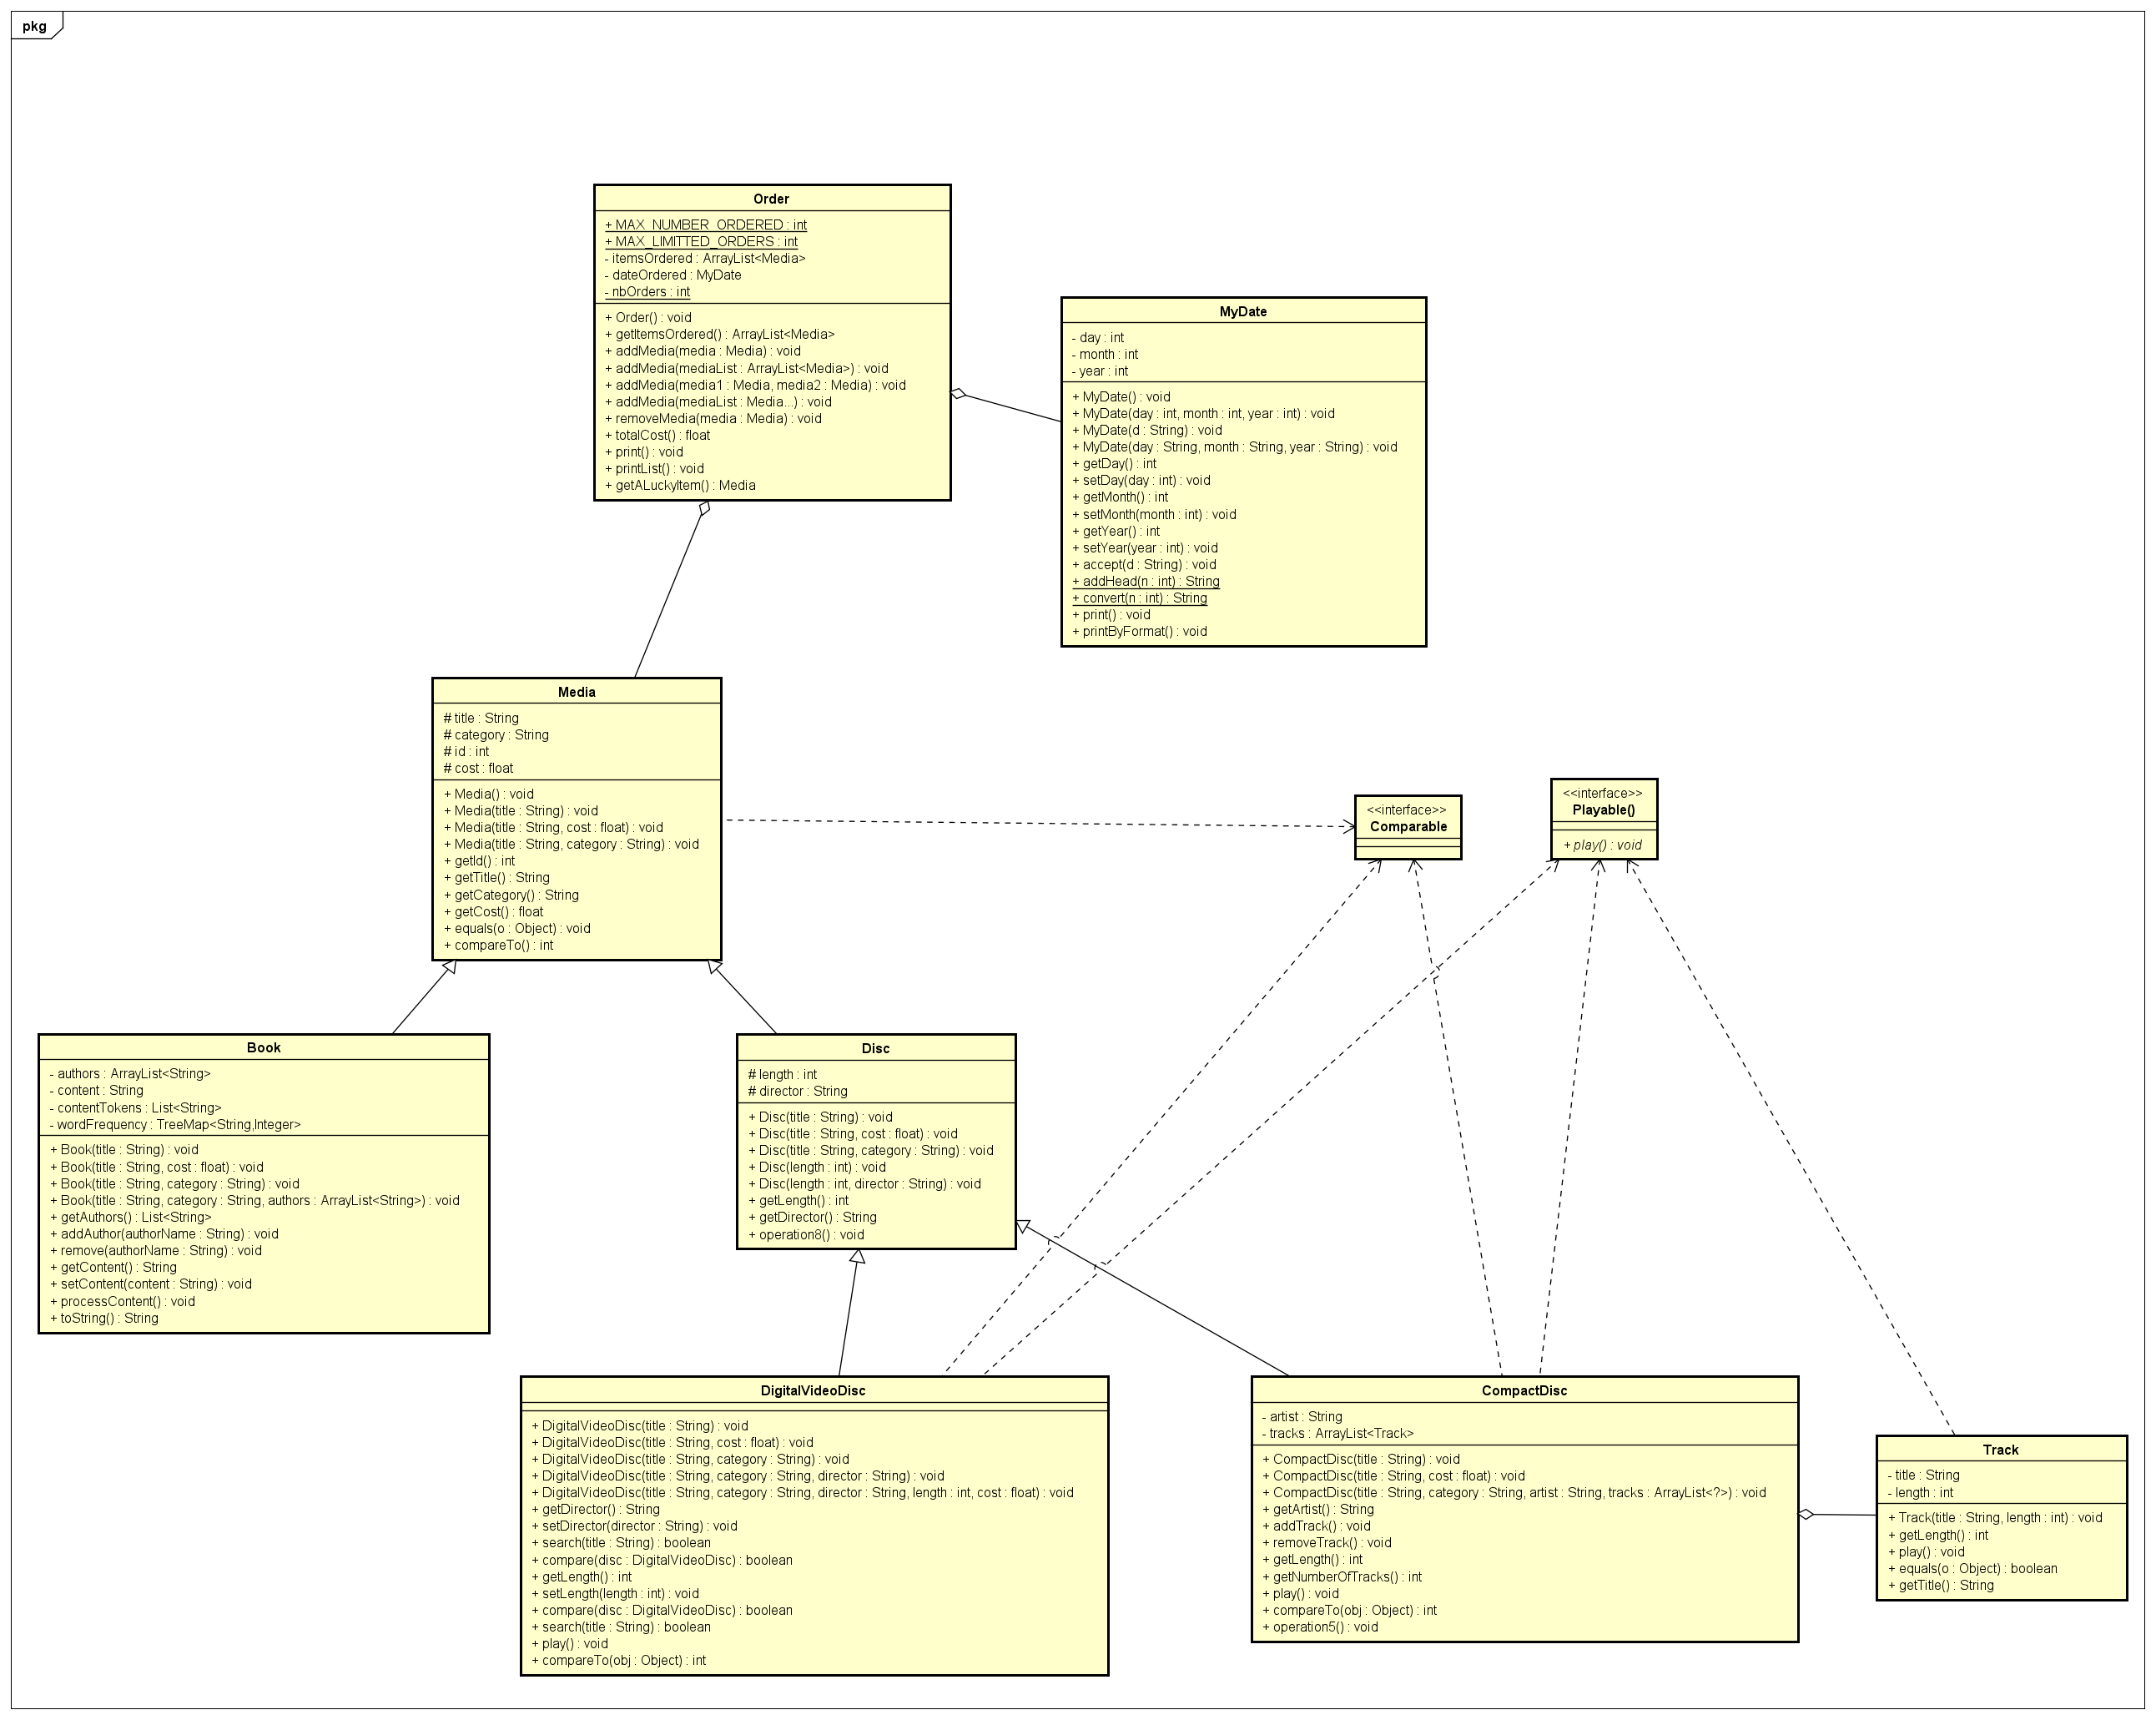 pkg
Order
+ MAX_NUMBER_ORDERED : int
+ MAX_LIMITTED_ORDERS : int
- itemsOrdered : ArrayList<Media>
- dateOrdered : MyDate
- nbOrders : int
+ Order() : void
+ getItemsOrdered() : ArrayList<Media>
+ addMedia(media : Media) : void
+ addMedia(mediaList : ArrayList<Media>) : void
+ addMedia(media1 : Media, media2 : Media) : void
+ addMedia(mediaList : Media...) : void
+ removeMedia(media : Media) : void
+ totalCost() : float
+ print() : void
+ printList() : void
+ getALuckyItem() : Media
MyDate
- day : int
- month : int
- year : int
+ MyDate() : void
+ MyDate(day : int, month : int, year : int) : void
+ MyDate(d : String) : void
+ MyDate(day : String, month : String, year : String) : void
+ getDay() : int
+ setDay(day : int) : void
+ getMonth() : int
+ setMonth(month : int) : void
+ getYear() : int
+ setYear(year : int) : void
+ accept(d : String) : void
+ addHead(n : int) : String
+ convert(n : int) : String
+ print() : void
+ printByFormat() : void
Media
# title : String
# category : String
# id : int
# cost : float
+ Media() : void
+ Media(title : String) : void
+ Media(title : String, cost : float) : void
+ Media(title : String, category : String) : void
+ getId() : int
+ getTitle() : String
+ getCategory() : String
+ getCost() : float
+ equals(o : Object) : void
+ compareTo() : int
<<interface>>
Comparable
<<interface>>
Playable()
+ play() : void
Book
- authors : ArrayList<String>
- content : String
- contentTokens : List<String>
- wordFrequency : TreeMap<String,Integer>
+ Book(title : String) : void
+ Book(title : String, cost : float) : void
+ Book(title : String, category : String) : void
+ Book(title : String, category : String, authors : ArrayList<String>) : void
+ getAuthors() : List<String>
+ addAuthor(authorName : String) : void
+ remove(authorName : String) : void
+ getContent() : String
+ setContent(content : String) : void
+ processContent() : void
+ toString() : String
Disc
# length : int
# director : String
+ Disc(title : String) : void
+ Disc(title : String, cost : float) : void
+ Disc(title : String, category : String) : void
+ Disc(length : int) : void
+ Disc(length : int, director : String) : void
+ getLength() : int
+ getDirector() : String
+ operation8() : void
DigitalVideoDisc
+ DigitalVideoDisc(title : String) : void
+ DigitalVideoDisc(title : String, cost : float) : void
+ DigitalVideoDisc(title : String, category : String) : void
+ DigitalVideoDisc(title : String, category : String, director : String) : void
+ DigitalVideoDisc(title : String, category : String, director : String, length : int, cost : float) : void
+ getDirector() : String
+ setDirector(director : String) : void
+ search(title : String) : boolean
+ compare(disc : DigitalVideoDisc) : boolean
+ getLength() : int
+ setLength(length : int) : void
+ compare(disc : DigitalVideoDisc) : boolean
+ search(title : String) : boolean
+ play() : void
+ compareTo(obj : Object) : int
CompactDisc
- artist : String
- tracks : ArrayList<Track>
+ CompactDisc(title : String) : void
+ CompactDisc(title : String, cost : float) : void
+ CompactDisc(title : String, category : String, artist : String, tracks : ArrayList<?>) : void
+ getArtist() : String
+ addTrack() : void
+ removeTrack() : void
+ getLength() : int
+ getNumberOfTracks() : int
+ play() : void
+ compareTo(obj : Object) : int
+ operation5() : void
Track
- title : String
- length : int
+ Track(title : String, length : int) : void
+ getLength() : int
+ play() : void
+ equals(o : Object) : boolean
+ getTitle() : String